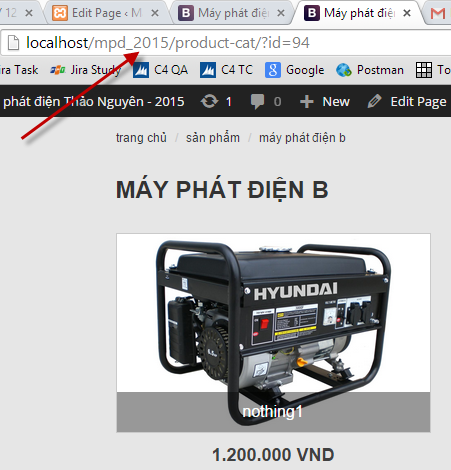 / 12
Edit Page ‹ M
Máy phát điện
Máy phát điện
localhost/mpd_2015/product-cat/?id=94
ira Task
Jira Study
C4 QA
C4 TC
Google
Postman
Int
phát điện Thảo Nguyên - 2015
1
0
New
Edit Page
trang chủ / sản phẩm / máy phát điện b
MÁY PHÁT ĐIỆN B
HYUNDAI
nothing1
1.200.000 VND